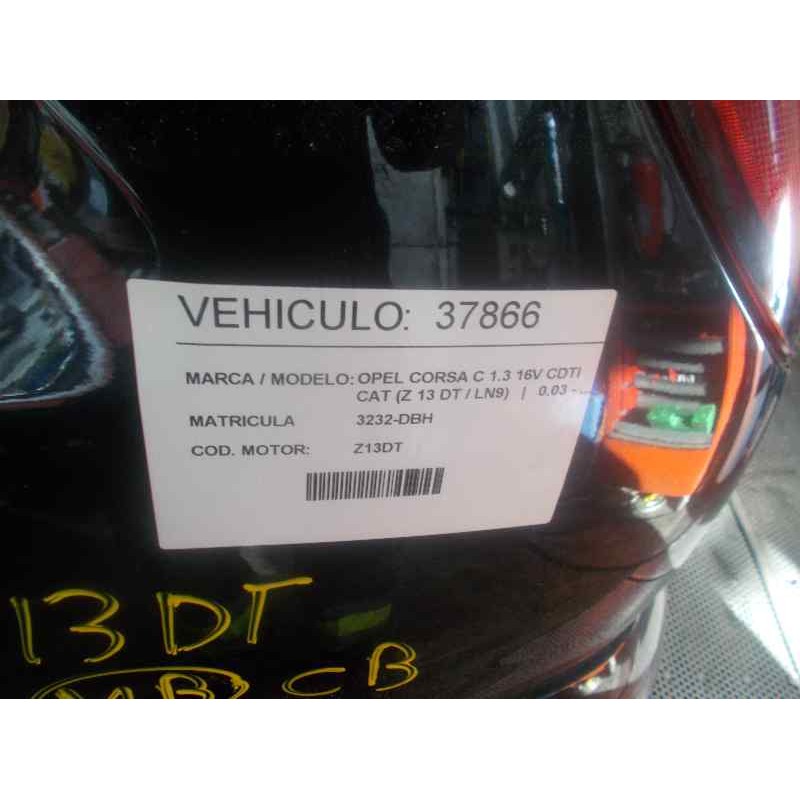 VEHICULO: 37866
MARCA / MODELO: OPEL CORSA C 1.3 16V CDTI
CAT (Z 13 DT / LN9) | 0.03 - ...
MATRICULA 3232-DBH
COD. MOTOR: Z13DT
13 DT
CB